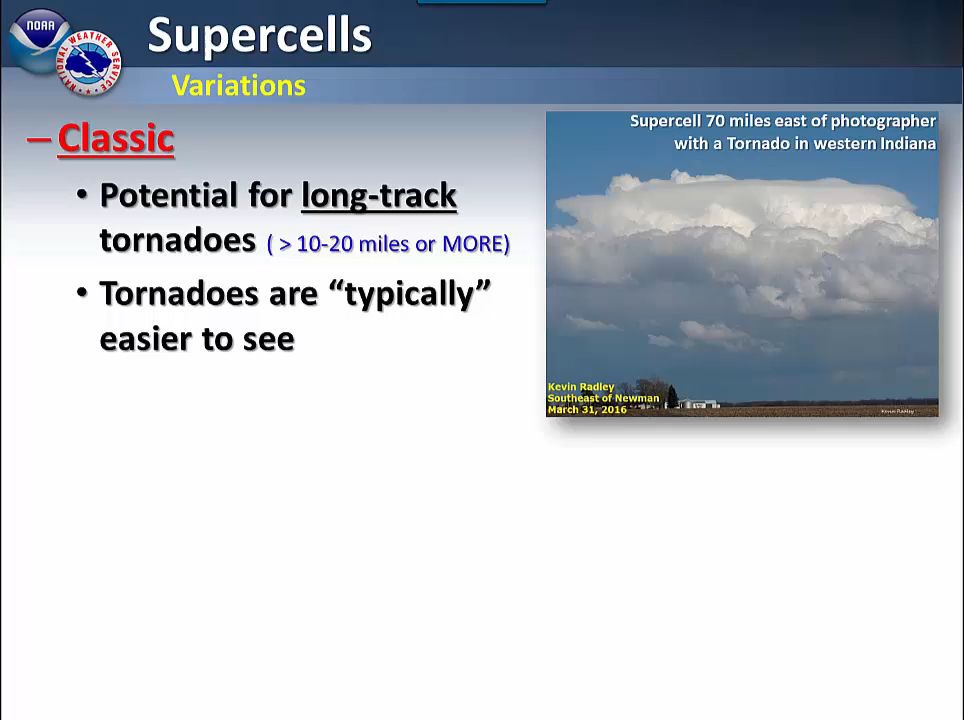 NOAA
NATIONAL WEATHER SERVICE
Supercells
Variations
– Classic
• Potential for long-track
tornadoes ( > 10-20 miles or MORE)
• Tornadoes are “typically”
easier to see
Supercell 70 miles east of photographer
with a Tornado in western Indiana
Kevin Radley
Southeast of Newman
March 31, 2016
Kevin Radley